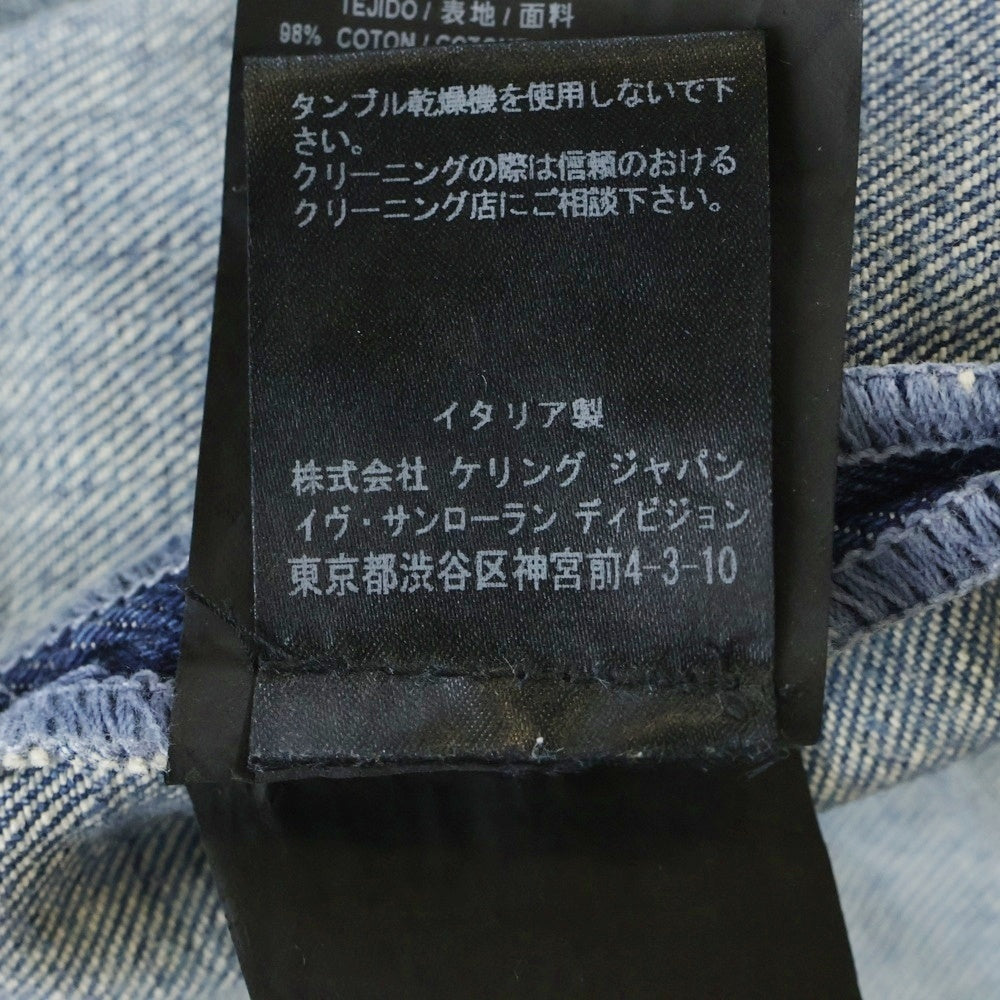 TEJIDO / 表地 / 面料
98% COTON /
タンブル乾燥機を使用しないで下
さい。
クリーニングの際は信頼のおける
クリーニング店にご相談下さい。
イタリア製
株式会社 ケリング ジャパン
イヴ・サンローラン ディビジョン
東京都渋谷区神宮前4-3-10